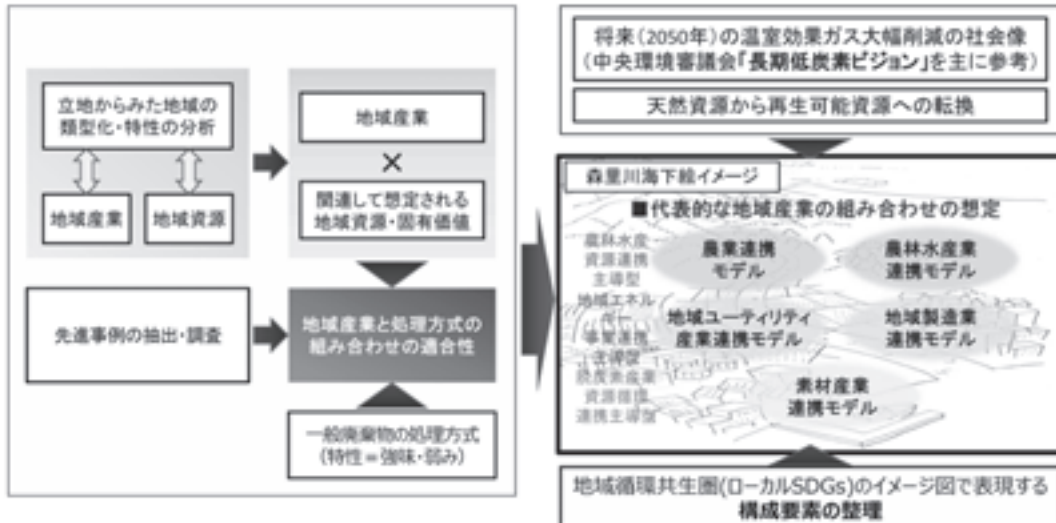 立地からみた地域の
類型化・特性の分析
地域産業
地域資源
地域産業
×
関連して想定される
地域資源・固有価値
先進事例の抽出・調査
地域産業と処理方式の
組み合わせの適合性
一般廃棄物の処理方式
(特性＝強味・弱み)
将来(2050年)の温室効果ガス大幅削減の社会像
(中央環境審議会「長期低炭素ビジョン」を主に参考)
天然資源から再生可能資源への転換
森里川海下絵イメージ
■代表的な地域産業の組み合わせの想定
農林水産
資源連携
主導型
農業連携
モデル
農林水産業
連携モデル
地域エネル
ギー
事業連携
主導型
地域ユーティリティ
産業連携モデル
地域製造業
連携モデル
脱炭素産業
資源循環
連携主導型
素材産業
連携モデル
地域循環共生圏(ローカルSDGs)のイメージ図で表現する
構成要素の整理